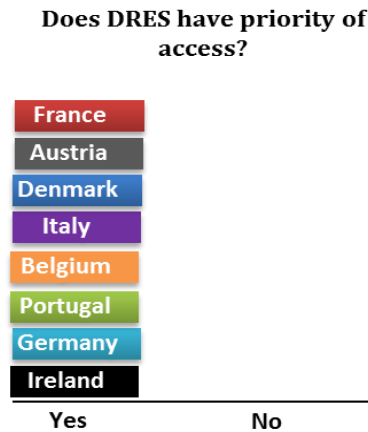 Does DRES have priority of
access?
France
Austria
Denmark
Italy
Belgium
Portugal
Germany
Ireland
Yes No